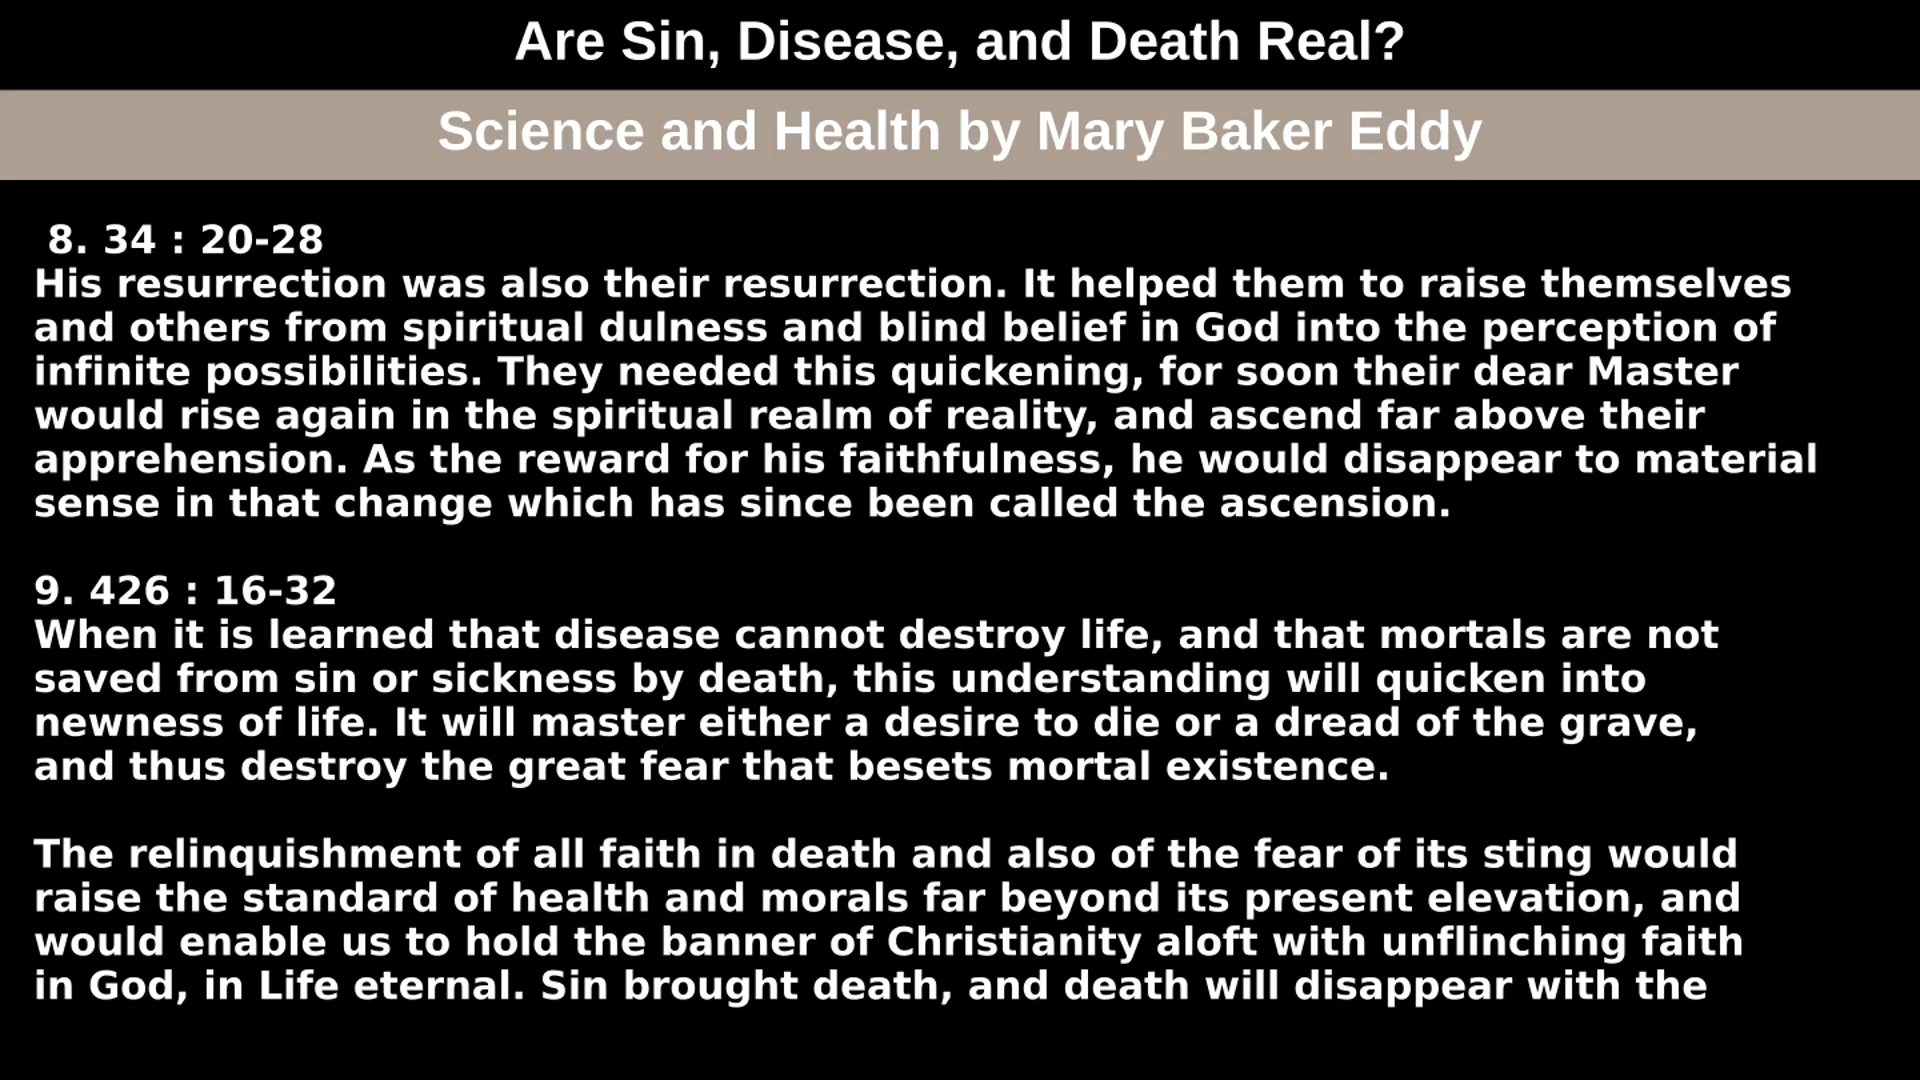 Are Sin, Disease, and Death Real?
Science and Health by Mary Baker Eddy
8. 34 : 20-28
His resurrection was also their resurrection. It helped them to raise themselves
and others from spiritual dulness and blind belief in God into the perception of
infinite possibilities. They needed this quickening, for soon their dear Master
would rise again in the spiritual realm of reality, and ascend far above their
apprehension. As the reward for his faithfulness, he would disappear to material
sense in that change which has since been called the ascension.
9. 426 : 16-32
When it is learned that disease cannot destroy life, and that mortals are not
saved from sin or sickness by death, this understanding will quicken into
newness of life. It will master either a desire to die or a dread of the grave,
and thus destroy the great fear that besets mortal existence.
The relinquishment of all faith in death and also of the fear of its sting would
raise the standard of health and morals far beyond its present elevation, and
would enable us to hold the banner of Christianity aloft with unflinching faith
in God, in Life eternal. Sin brought death, and death will disappear with the